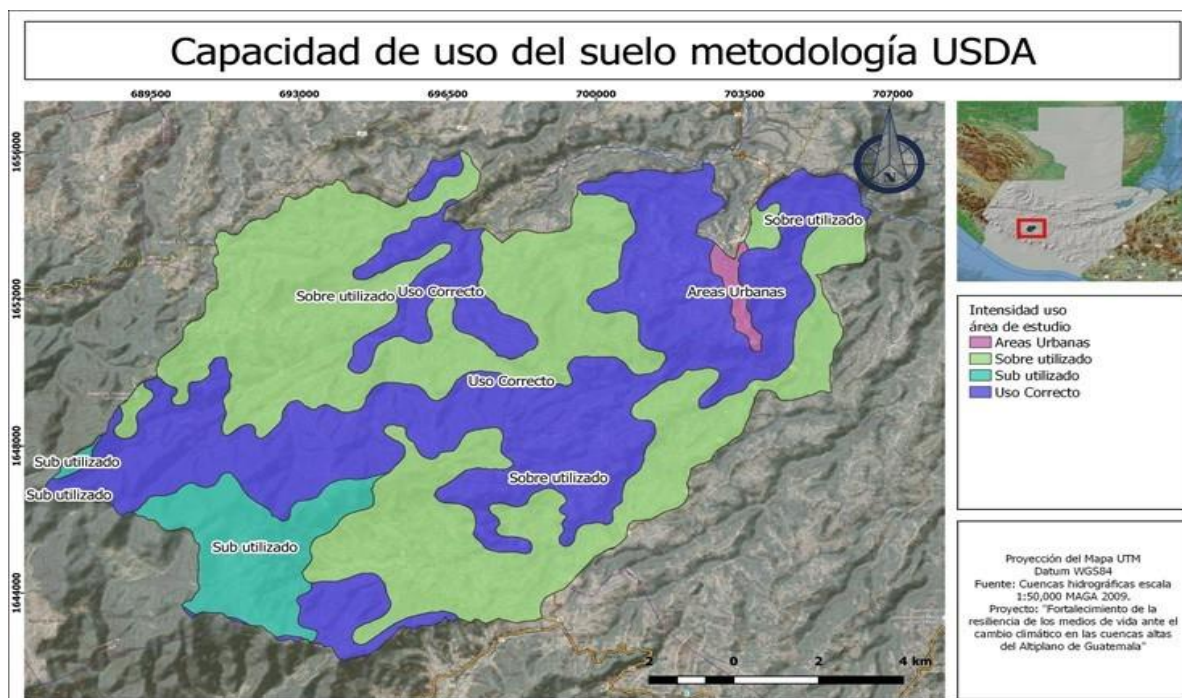 Capacidad de uso del suelo metodología USDA
689500 693000 696500 700000 703500 707000
1656000
1652000
1648000
1644000
Sobre utilizado
Areas Urbanas
Sobre utilizado
Uso Correcto
Uso Correcto
Sub utilizado
Sobre utilizado
Sub utilizado
Sub utilizado
2 0 2 4 km
Intensidad uso
área de estudio
Areas Urbanas
Sobre utilizado
Sub utilizado
Uso Correcto
Proyección del Mapa UTM
Datum WGS84
Fuente: Cuencas hidrográficas escala
1:50,000 MAGA 2009.
Proyecto: "Fortalecimiento de la
resiliencia de los medios de vida ante el
cambio climático en las cuencas altas
del Altiplano de Guatemala"